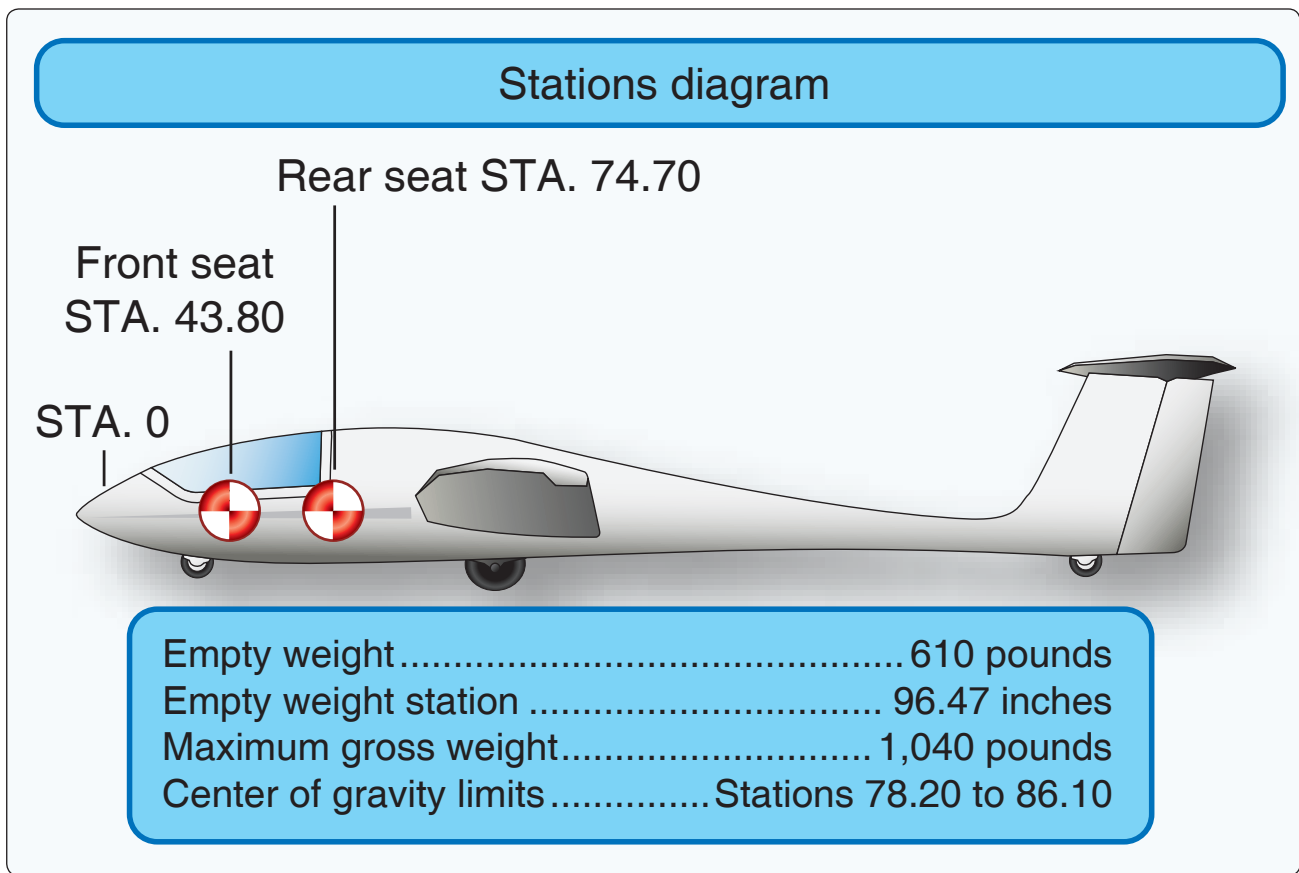 Stations diagram
Rear seat STA. 74.70
Front seat
STA. 43.80
STA. 0
Empty weight............................................... 610 pounds
Empty weight station ................................. 96.47 inches
Maximum gross weight............................. 1,040 pounds
Center of gravity limits...............Stations 78.20 to 86.10